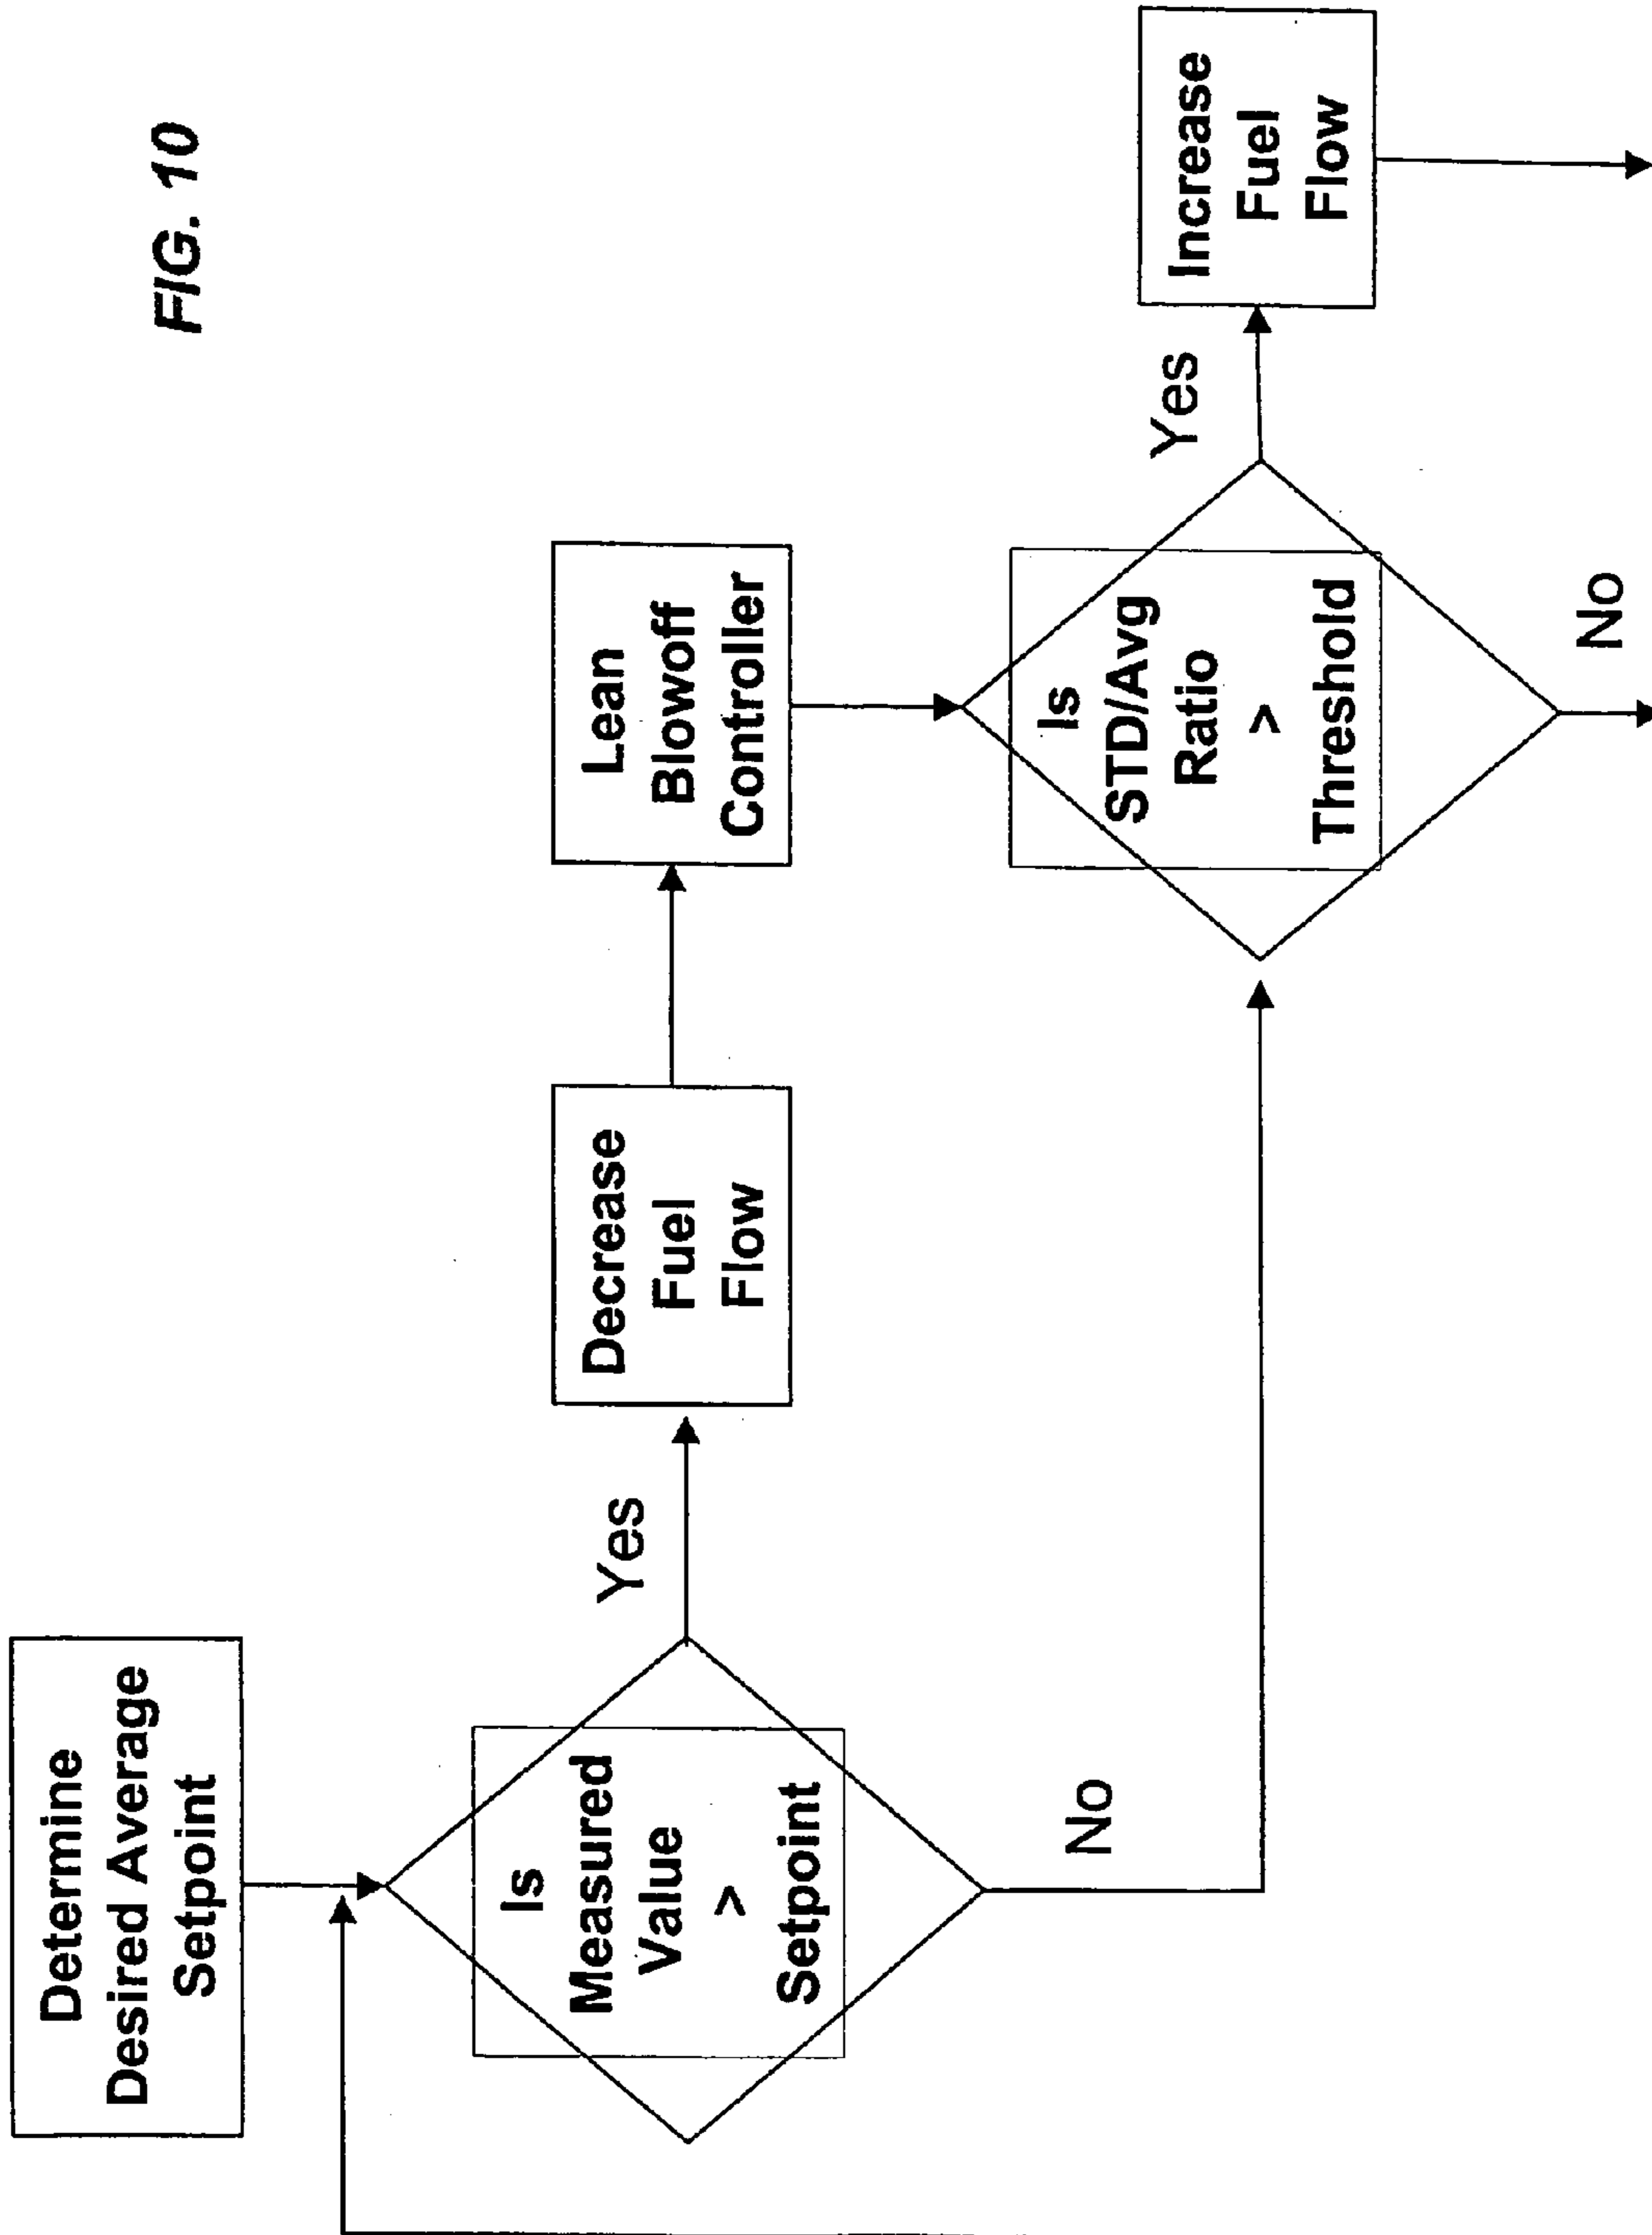 FIG. 10
Determine
Desired Average
Setpoint
Is
Measured
Value
>
Setpoint
Yes
No
Decrease
Fuel
Flow
Lean
Blowoff
Controller
Is
STD/Avg
Ratio
>
Threshold
Yes
No
Increase
Fuel
Flow